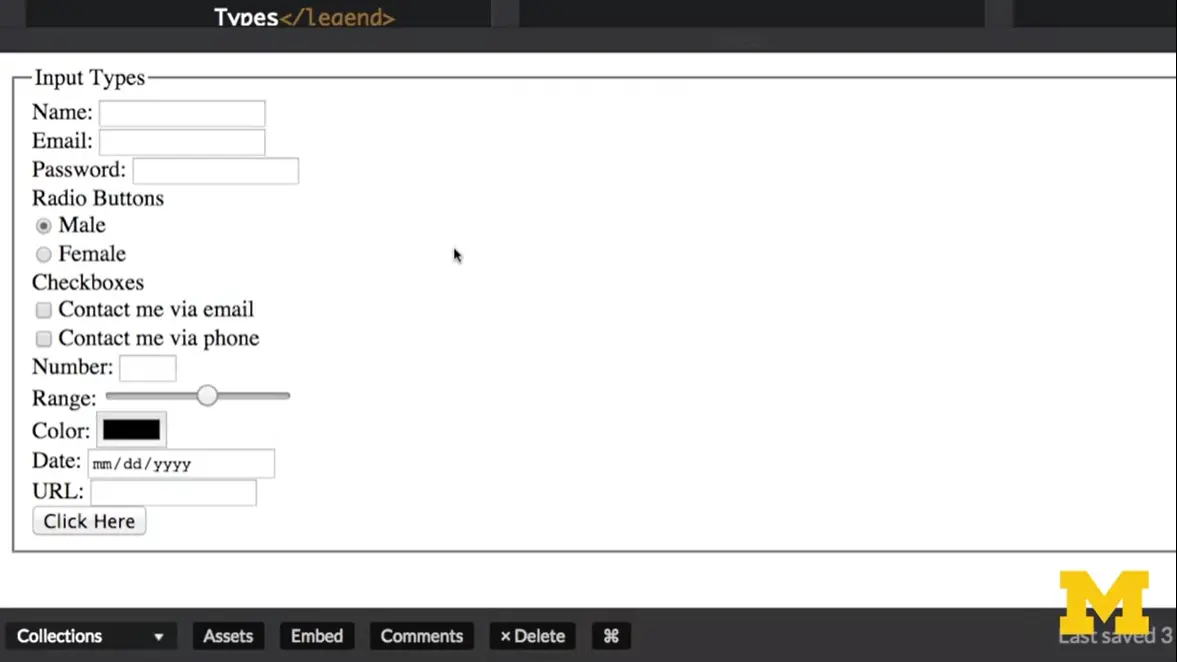 Types</legend>
Input Types
Name:
Email:
Password:
Radio Buttons
Male
Female
Checkboxes
Contact me via email
Contact me via phone
Number:
Range:
Color:
Date: mm/dd/yyyy
URL:
Click Here
M
Collections Assets Embed Comments × Delete ⌘ Last saved 3